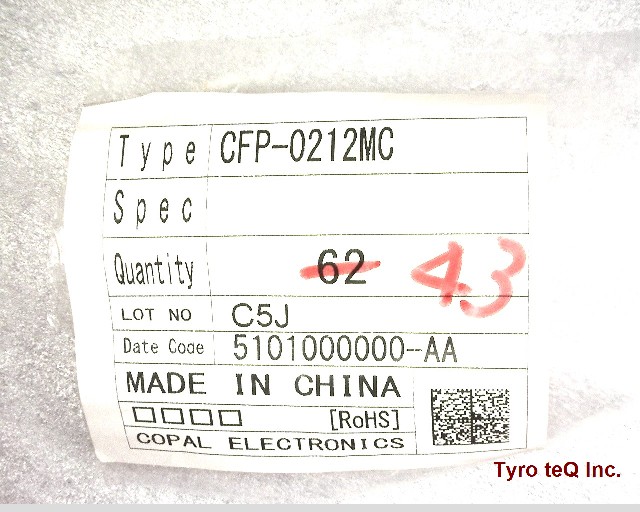 Type CFP-0212MC
Spec
Quantity 62 43
LOT NO C5J
Date Code 5101000000-AA
MADE IN CHINA
□□□□ [RoHS]
COPAL ELECTRONICS
Tyro teQ Inc.